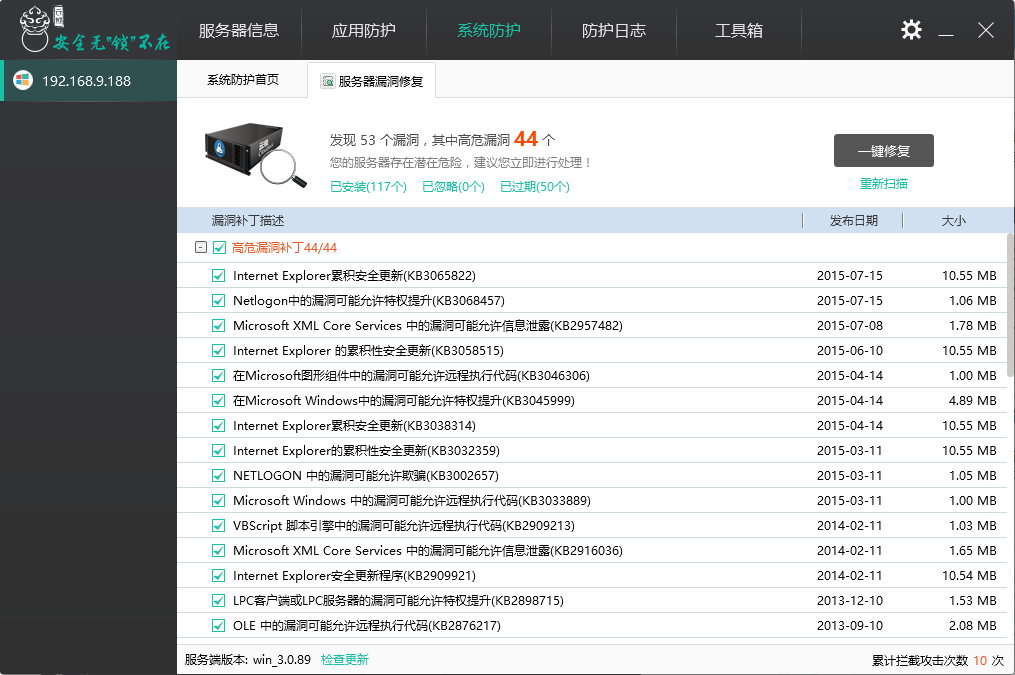 安全无“锁”不在
服务器信息 应用防护 系统防护 防护日志 工具箱
192.168.9.188
系统防护首页 服务器漏洞修复
发现 53 个漏洞，其中高危漏洞 44 个
您的服务器存在潜在危险，建议您立即进行处理！
已安装(117个) 已忽略(0个) 已过期(50个)
一键修复
重新扫描
漏洞补丁描述 发布日期 大小
高危漏洞补丁44/44
Internet Explorer累积安全更新(KB3065822) 2015-07-15 10.55 MB
Netlogon中的漏洞可能允许特权提升(KB3068457) 2015-07-15 1.06 MB
Microsoft XML Core Services 中的漏洞可能允许信息泄露(KB2957482) 2015-07-08 1.78 MB
Internet Explorer 的累积性安全更新(KB3058515) 2015-06-10 10.55 MB
在Microsoft图形组件中的漏洞可能允许远程执行代码(KB3046306) 2015-04-14 1.00 MB
在Microsoft Windows中的漏洞可能允许特权提升(KB3045999) 2015-04-14 4.89 MB
Internet Explorer累积安全更新(KB3038314) 2015-04-14 10.55 MB
Internet Explorer的累积性安全更新(KB3032359) 2015-03-11 10.55 MB
NETLOGON 中的漏洞可能允许欺骗(KB3002657) 2015-03-11 1.05 MB
Microsoft Windows 中的漏洞可能允许远程执行代码(KB3033889) 2015-03-11 1.00 MB
VBScript 脚本引擎中的漏洞可能允许远程执行代码(KB2909213) 2014-02-11 1.03 MB
Microsoft XML Core Services 中的漏洞可能允许信息泄露(KB2916036) 2014-02-11 1.65 MB
Internet Explorer安全更新程序(KB2909921) 2014-02-11 10.54 MB
LPC客户端或LPC服务器的漏洞可能允许特权提升(KB2898715) 2013-12-10 1.53 MB
OLE 中的漏洞可能允许远程执行代码(KB2876217) 2013-09-10 2.08 MB
服务端版本: win_3.0.89 检查更新 累计拦截攻击次数 10 次